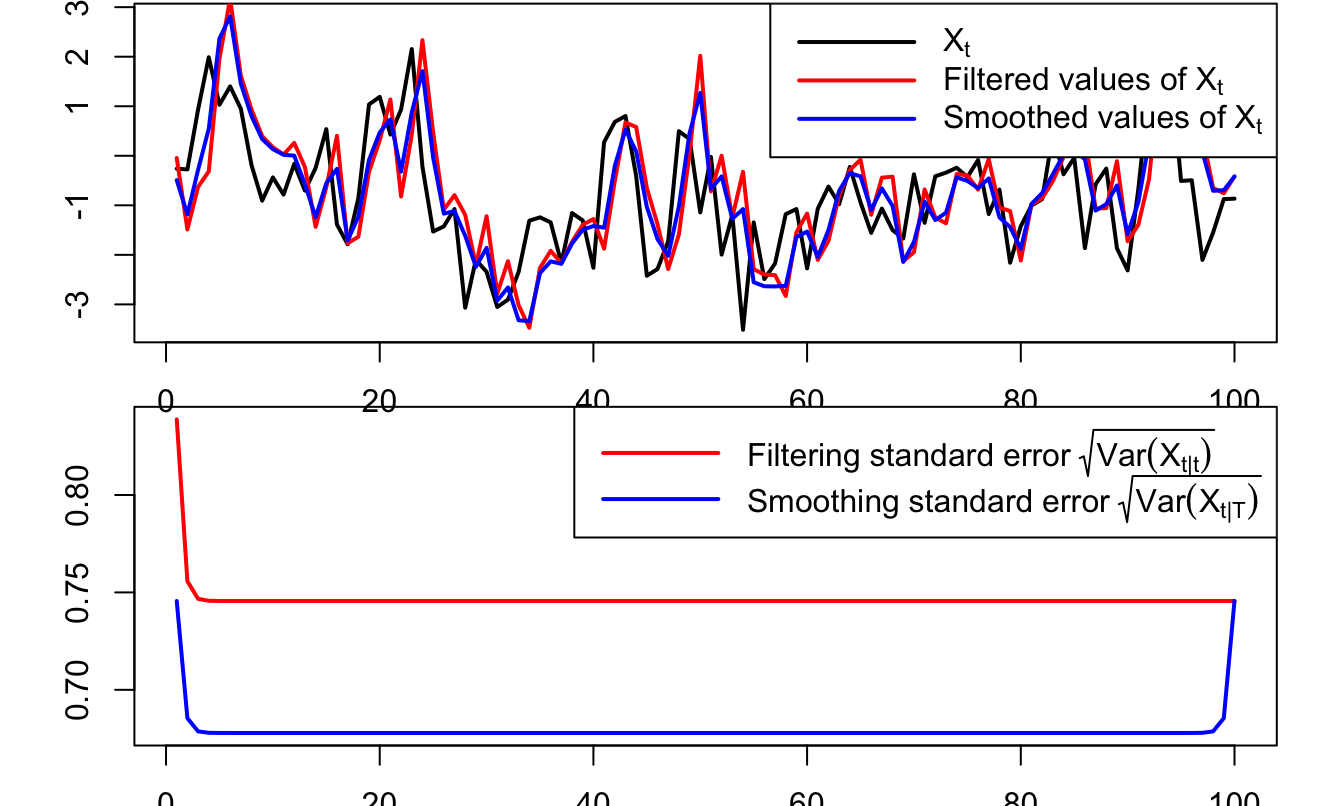 3
2
1
-1
-3
X_t
Filtered values of X_t
Smoothed values of X_t
0 20 40 60 80 100
0.80
0.75
0.70
Filtering standard error √Var(X_t|t)
Smoothing standard error √Var(X_t|T)
0 20 40 60 80 100